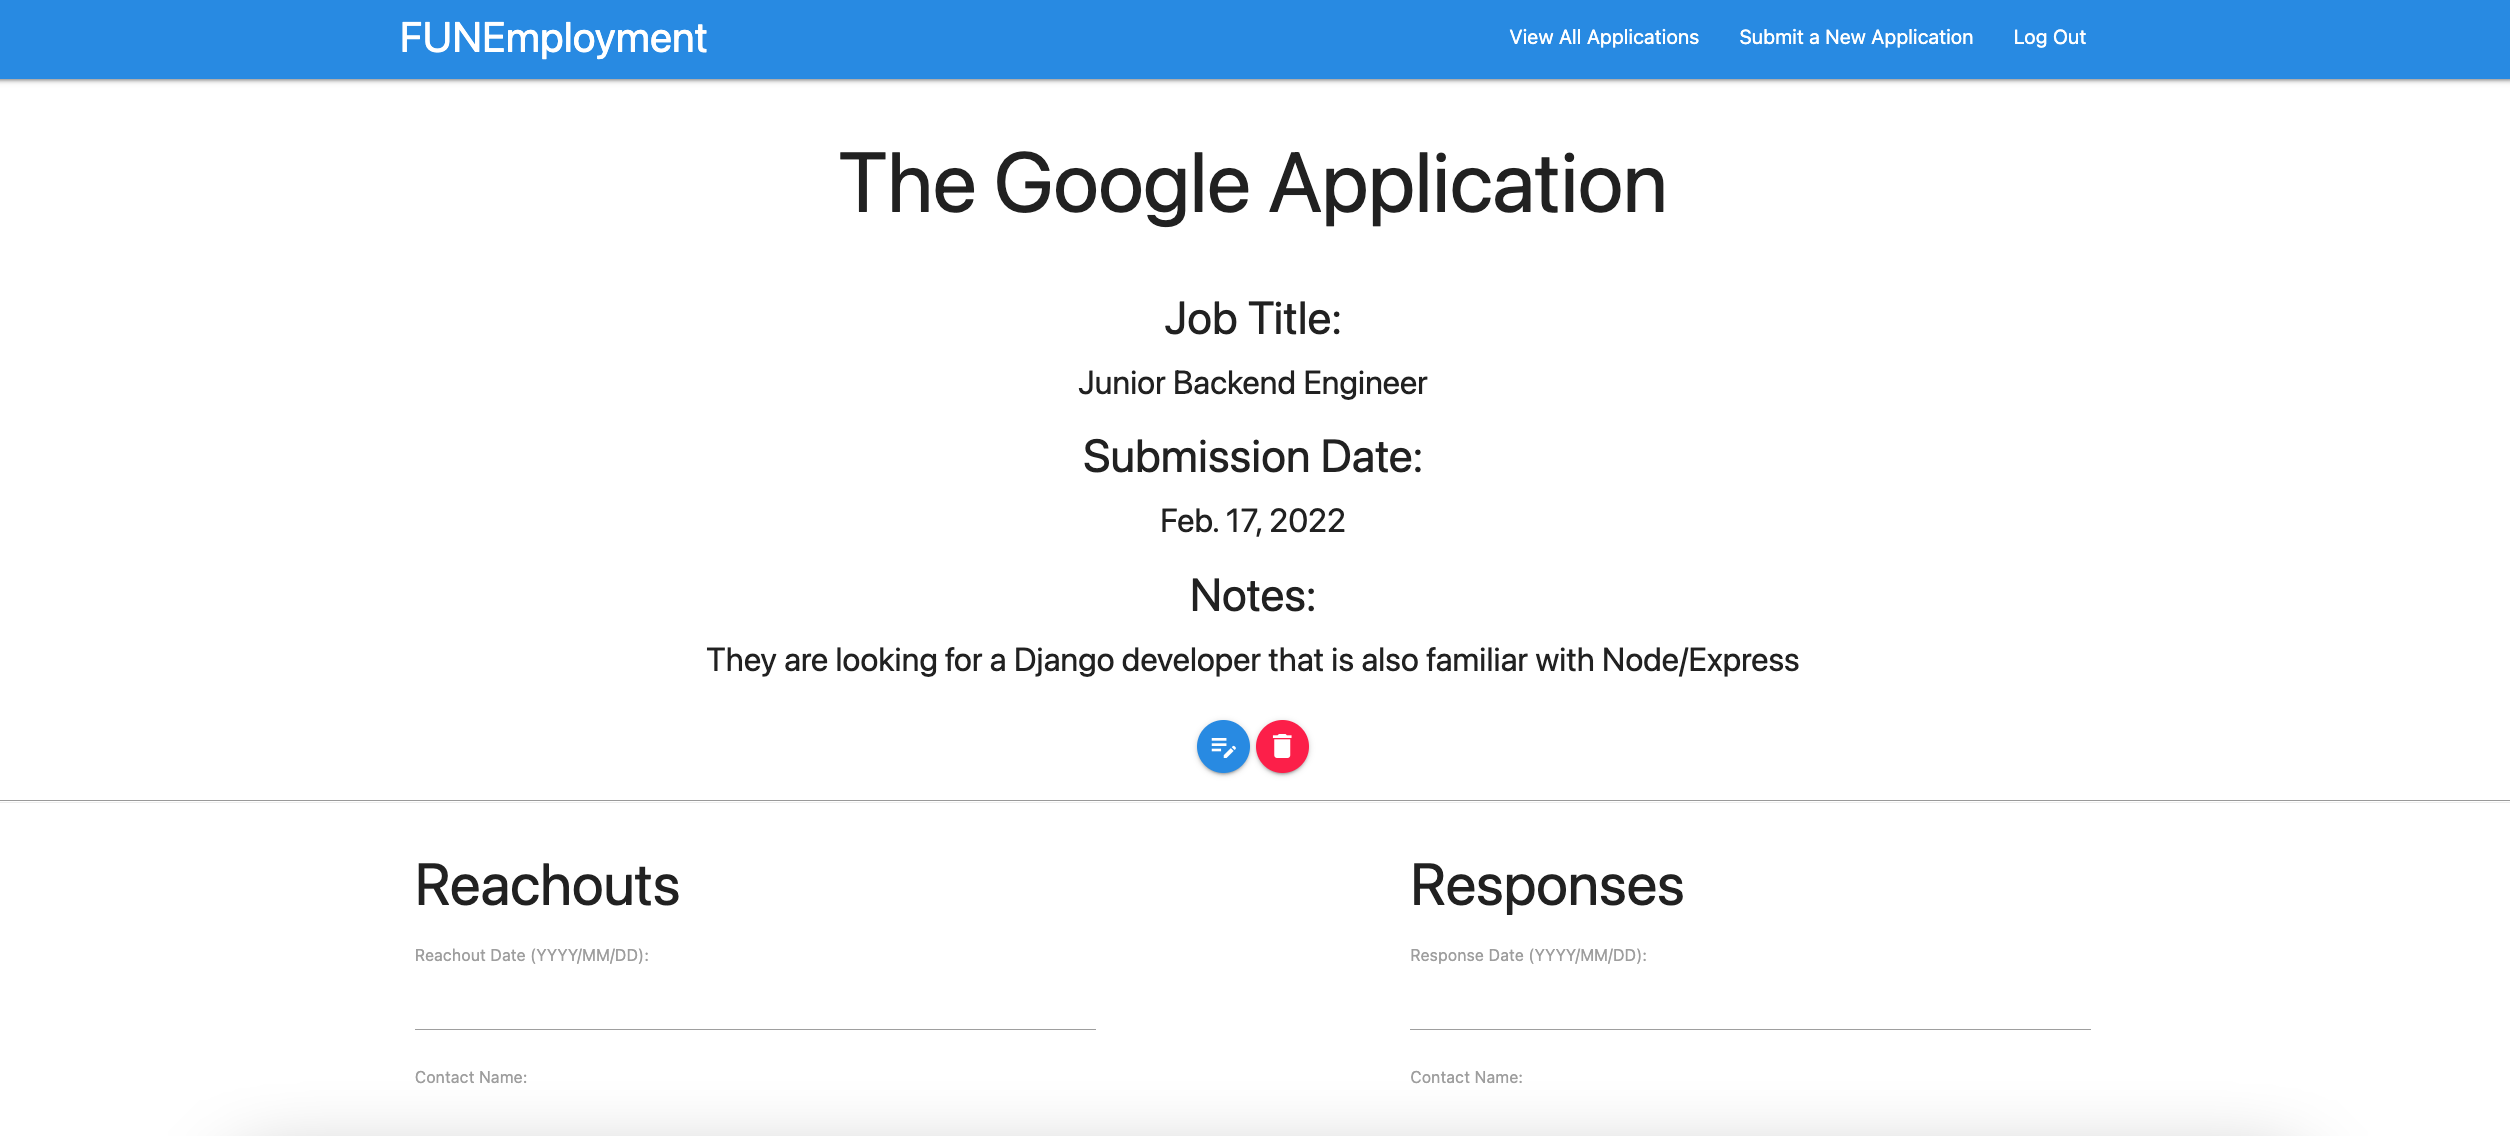 FUNEmployment
View All Applications
Submit a New Application
Log Out
The Google Application
Job Title:
Junior Backend Engineer
Submission Date:
Feb. 17, 2022
Notes:
They are looking for a Django developer that is also familiar with Node/Express
Reachouts
Reachout Date (YYYY/MM/DD):
Contact Name:
Responses
Response Date (YYYY/MM/DD):
Contact Name: